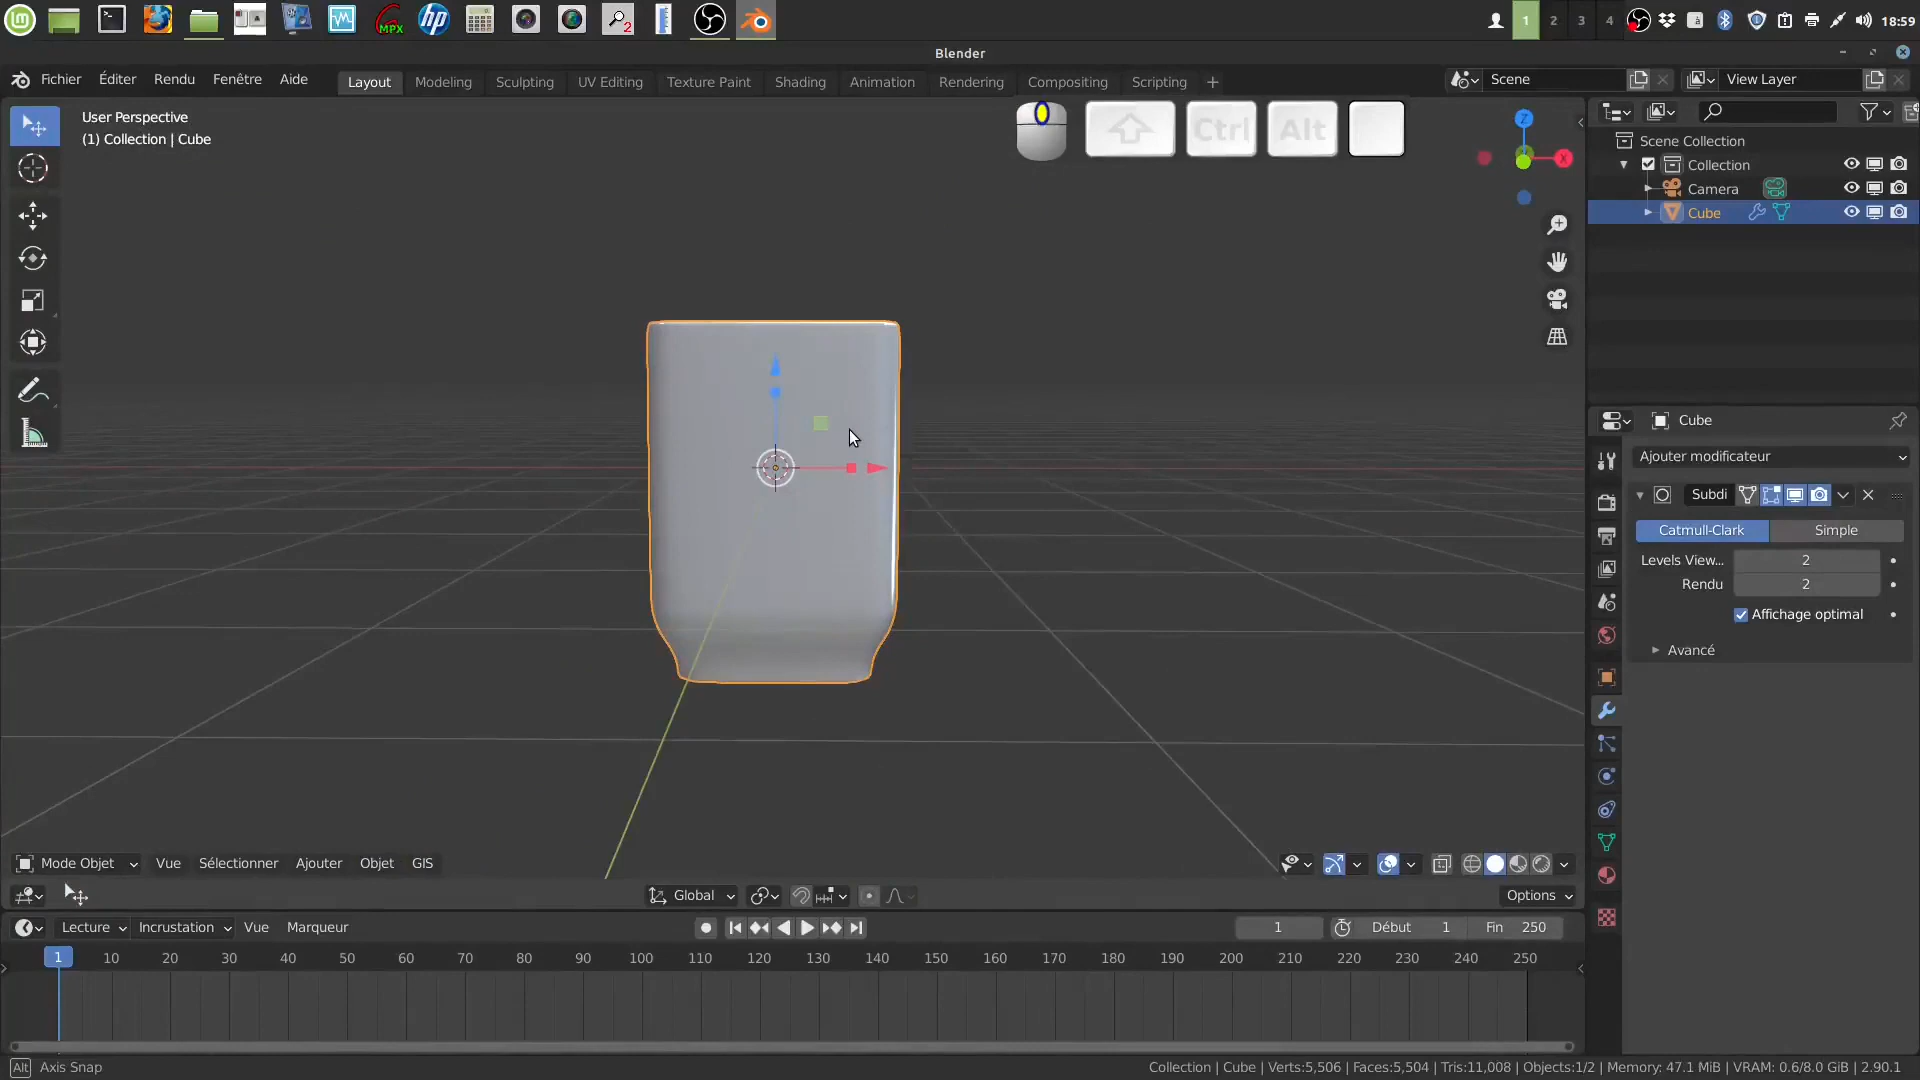 MPX
2
1
2
3
4
18:59
Blender
Fichier
Éditer
Rendu
Fenêtre
Aide
Layout
Modeling
Sculpting
UV Editing
Texture Paint
Shading
Animation
Rendering
Compositing
Scripting
Scene
View Layer
User Perspective
(1) Collection | Cube
Ctrl
Alt
Z
X
Scene Collection
Collection
Camera
Cube
Cube
Ajouter modificateur
Subdi
Catmull-Clark
Simple
Levels View...
2
Rendu
2
Affichage optimal
Avancé
Mode Objet
Vue
Sélectionner
Ajouter
Objet
GIS
Global
Options
Lecture
Incrustation
Vue
Marqueur
1
Début
1
Fin
250
1
10
20
30
40
50
60
70
80
90
100
110
120
130
140
150
160
170
180
190
200
210
220
230
240
250
Alt
Axis Snap
Collection | Cube | Verts:5,506 | Faces:5,504 | Tris:11,008 | Objects:1/2 | Memory: 47.1 MiB | VRAM: 0.6/8.0 GiB | 2.90.1